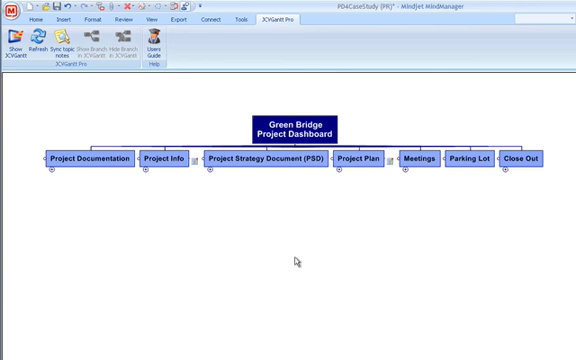 PD4CaseStudy (PRJ)* - Mindjet MindManager
Home Insert Format Review View Export Connect Tools JCVGantt Pro
Show JCVGantt
Refresh
Sync topic notes
Show Branch in JCVGantt
Hide Branch in JCVGantt
Users Guide
JCVGantt Pro
Help
Green Bridge
Project Dashboard
Project Documentation
Project Info
Project Strategy Document (PSD)
Project Plan
Meetings
Parking Lot
Close Out